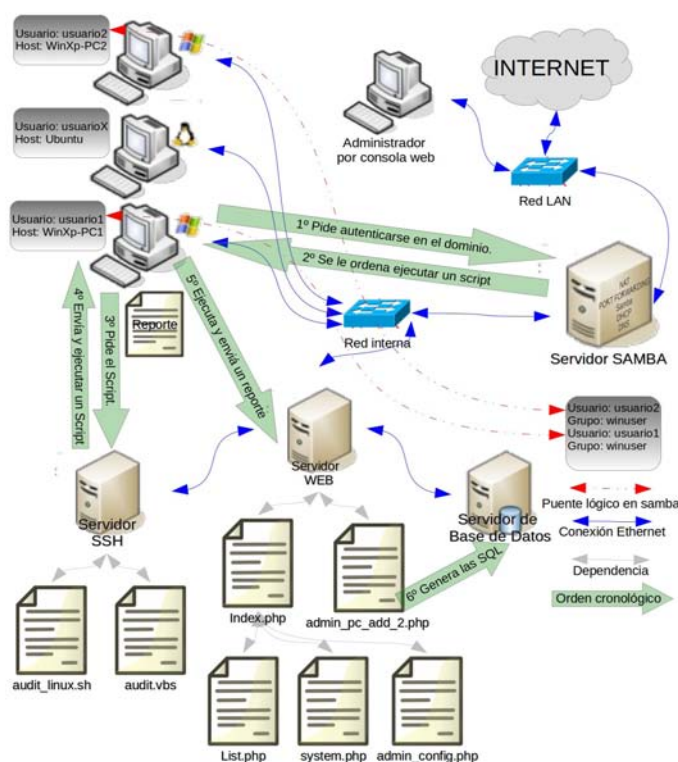 Usuario: usuario2
Host: WinXp-PC2
Usuario: usuarioX
Host: Ubuntu
Usuario: usuario1
Host: WinXp-PC1
Administrador
por consola web
INTERNET
Red LAN
1º Pide autenticarse en el dominio.
2º Se le ordena ejecutar un script
NAT
PORT FORWARDING
Samba
DHCP
DNS
Servidor SAMBA
4º Envía y ejecutar un Script
3º Pide el Script.
Reporte
5º Ejecuta y enviá un reporte
Red interna
Usuario: usuario2
Grupo: winuser
Usuario: usuario1
Grupo: winuser
Puente lógico en samba
Conexión Ethernet
Dependencia
Orden cronológico
Servidor
SSH
Servidor
WEB
Servidor de
Base de Datos
6º Genera las SQL
audit_linux.sh
audit.vbs
Index.php
admin_pc_add_2.php
List.php
system.php
admin_config.php